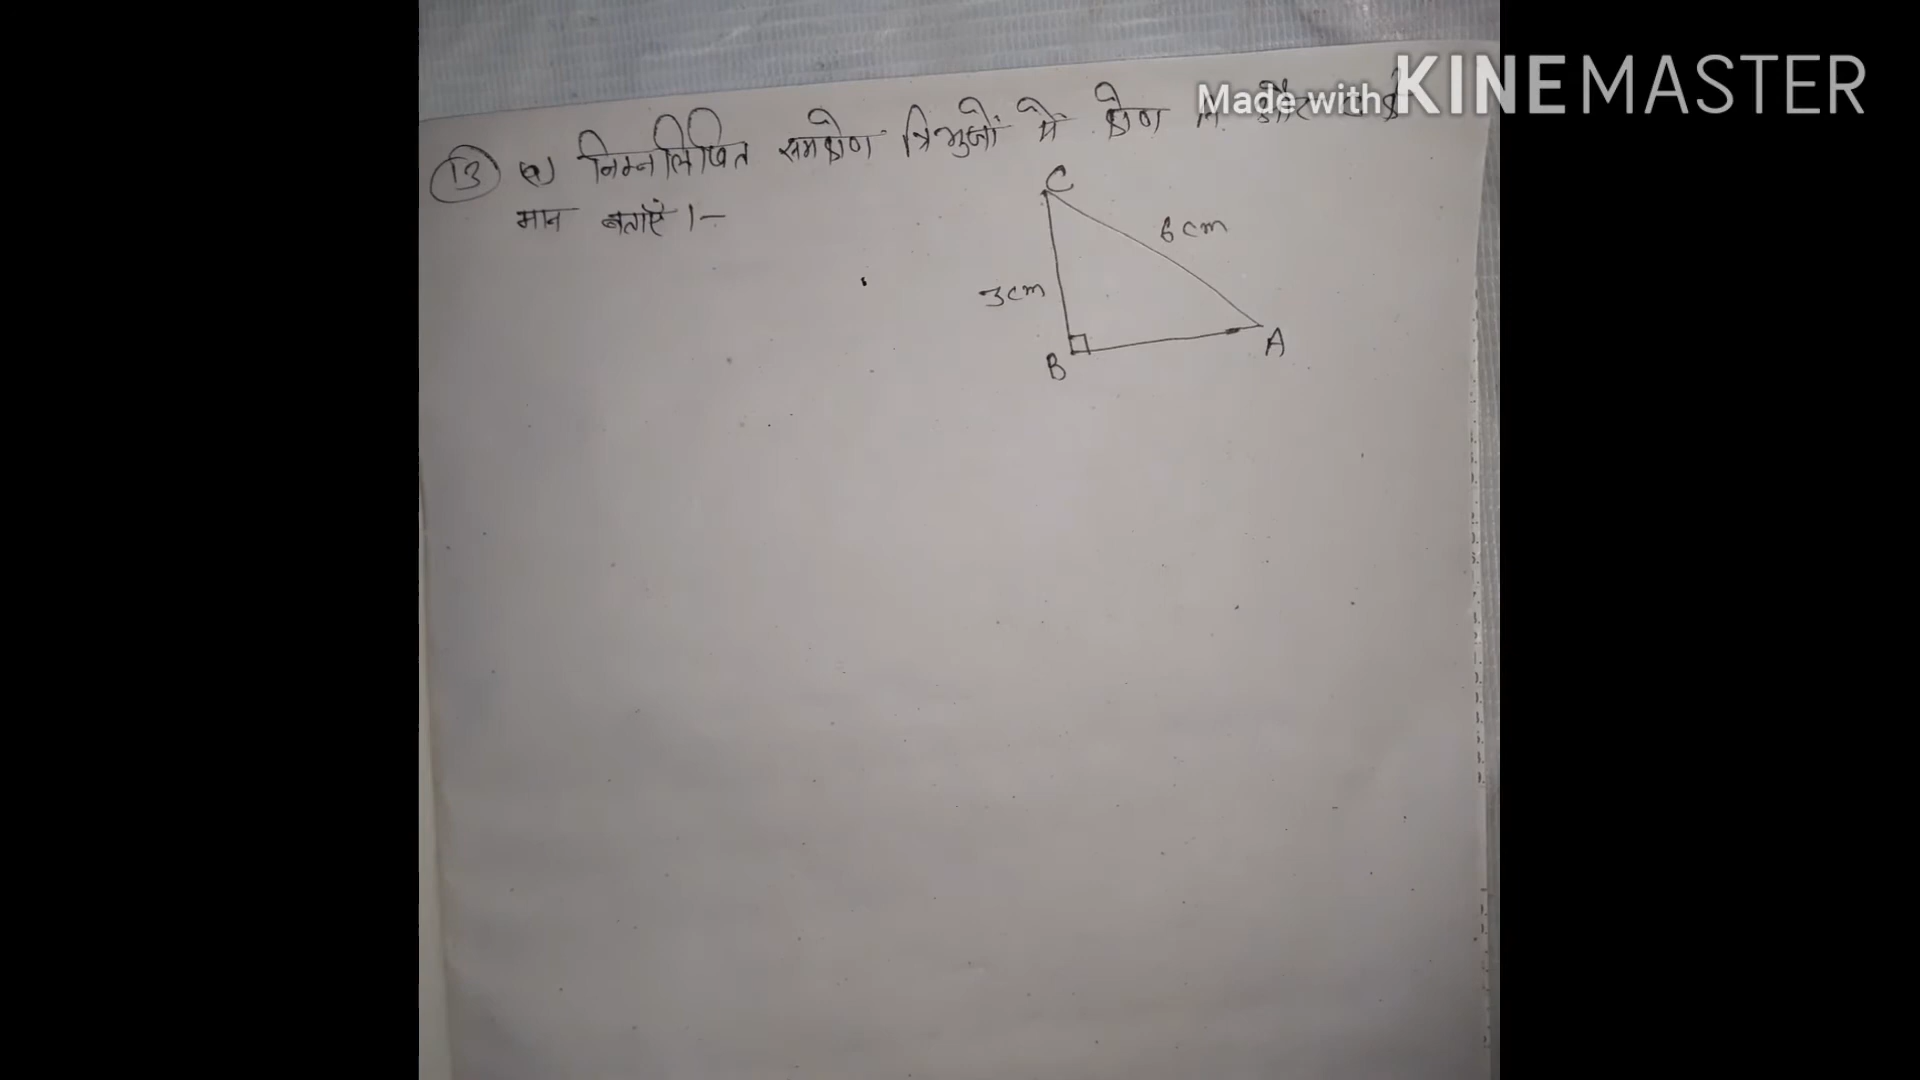 Made with KINEMASTER
13 निम्नलिखित समकोण त्रिभुजों में कोण
मान बताएँ।-
C
6cm
3cm
B
A